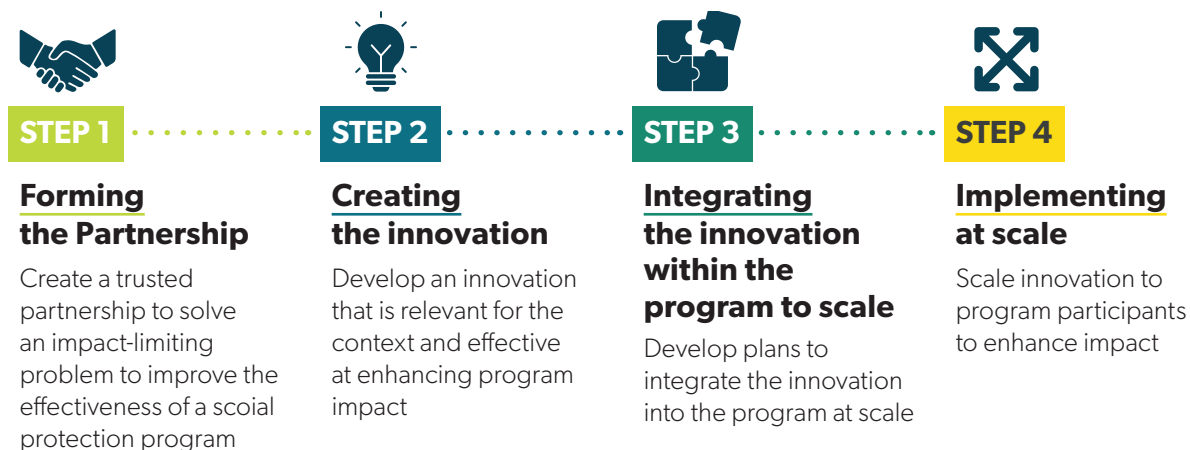 STEP 1
Forming
the Partnership
Create a trusted
partnership to solve
an impact-limiting
problem to improve the
effectiveness of a scoial
protection program
STEP 2
Creating
the innovation
Develop an innovation
that is relevant for the
context and effective
at enhancing program
impact
STEP 3
Integrating
the innovation
within the
program to scale
Develop plans to
integrate the innovation
into the program at scale
STEP 4
Implementing
at scale
Scale innovation to
program participants
to enhance impact